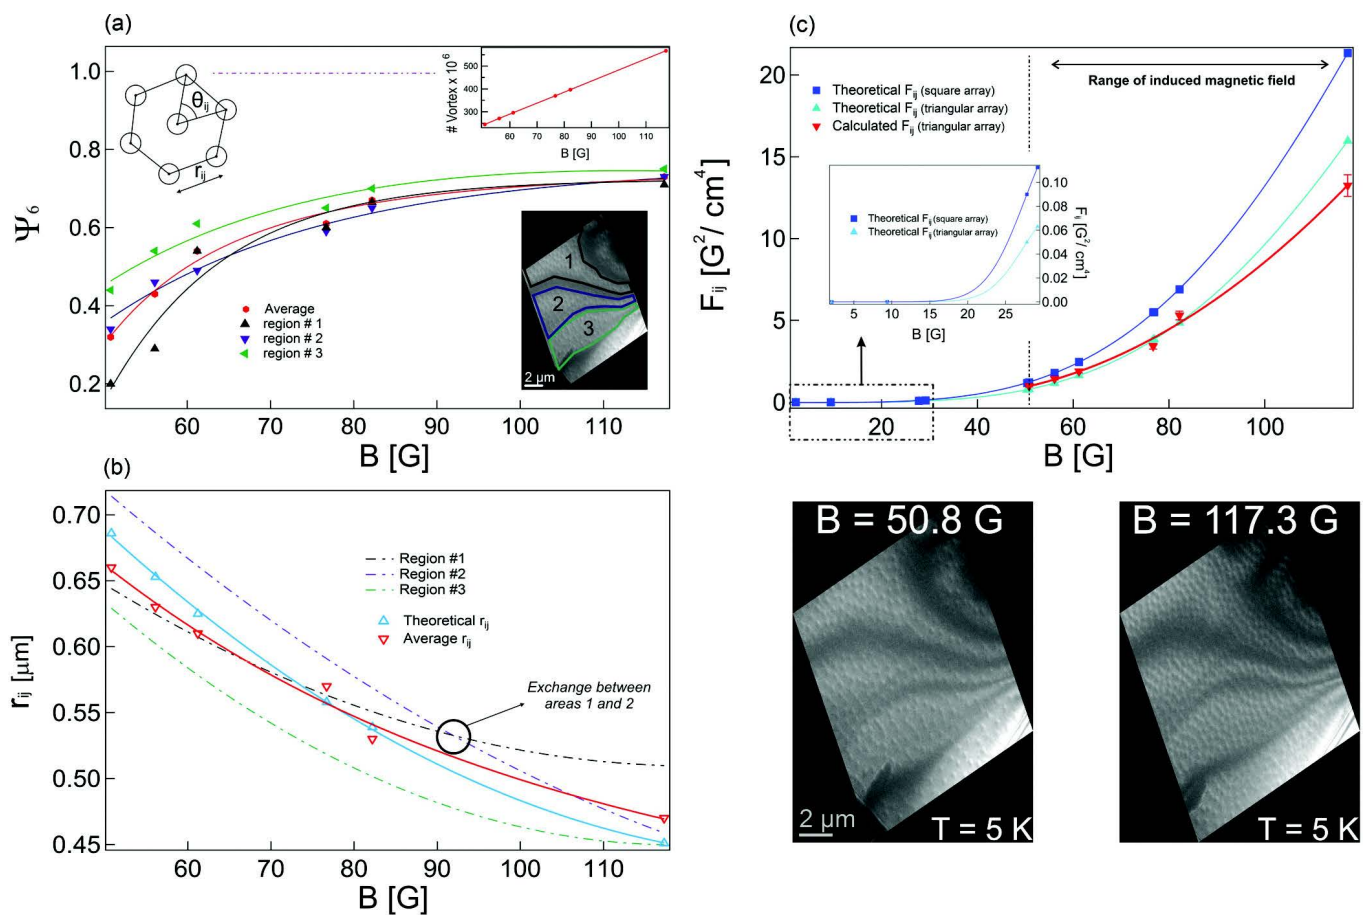 (a)
Ψ6
1.0
0.8
0.6
0.4
0.2
60
70
80
90
100
110
B [G]
θij
rij
# Vortex x 10^6
500
400
300
60
70
80
90
100
110
B [G]
Average
region # 1
region # 2
region # 3
1
2
3
2 µm
(b)
rij [µm]
0.70
0.65
0.60
0.55
0.50
0.45
60
70
80
90
100
110
B [G]
Region #1
Region #2
Region #3
Theoretical rij
Average rij
Exchange between
areas 1 and 2
(c)
Fij [G²/ cm⁴]
20
15
10
5
0
20
40
60
80
100
B [G]
Theoretical Fij (square array)
Theoretical Fij (triangular array)
Calculated Fij (triangular array)
Range of induced magnetic field
Theoretical Fij (square array)
Theoretical Fij (triangular array)
0.10
0.08
0.06
0.04
0.02
0.00
Fij [G²/ cm⁴]
5
10
15
20
25
B [G]
B = 50.8 G
2 µm
T = 5 K
B = 117.3 G
T = 5 K